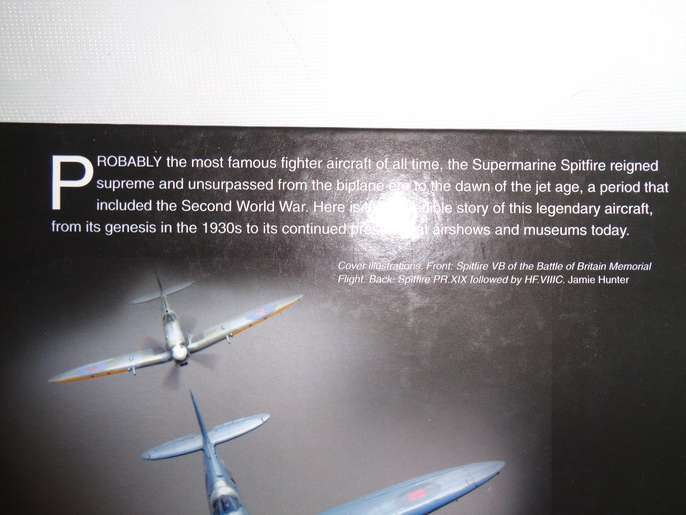 PROBABLY the most famous fighter aircraft of all time, the Supermarine Spitfire reigned
supreme and unsurpassed from the biplane era to the dawn of the jet age, a period that
included the Second World War. Here is story of this legendary aircraft,
from its genesis in the 1930s to its continued at airshows and museums today.
Cover illustrations. Front: Spitfire VB of the Battle of Britain Memorial
Flight. Back: Spitfire PR.XIX followed by HF.VIIIC. Jamie Hunter